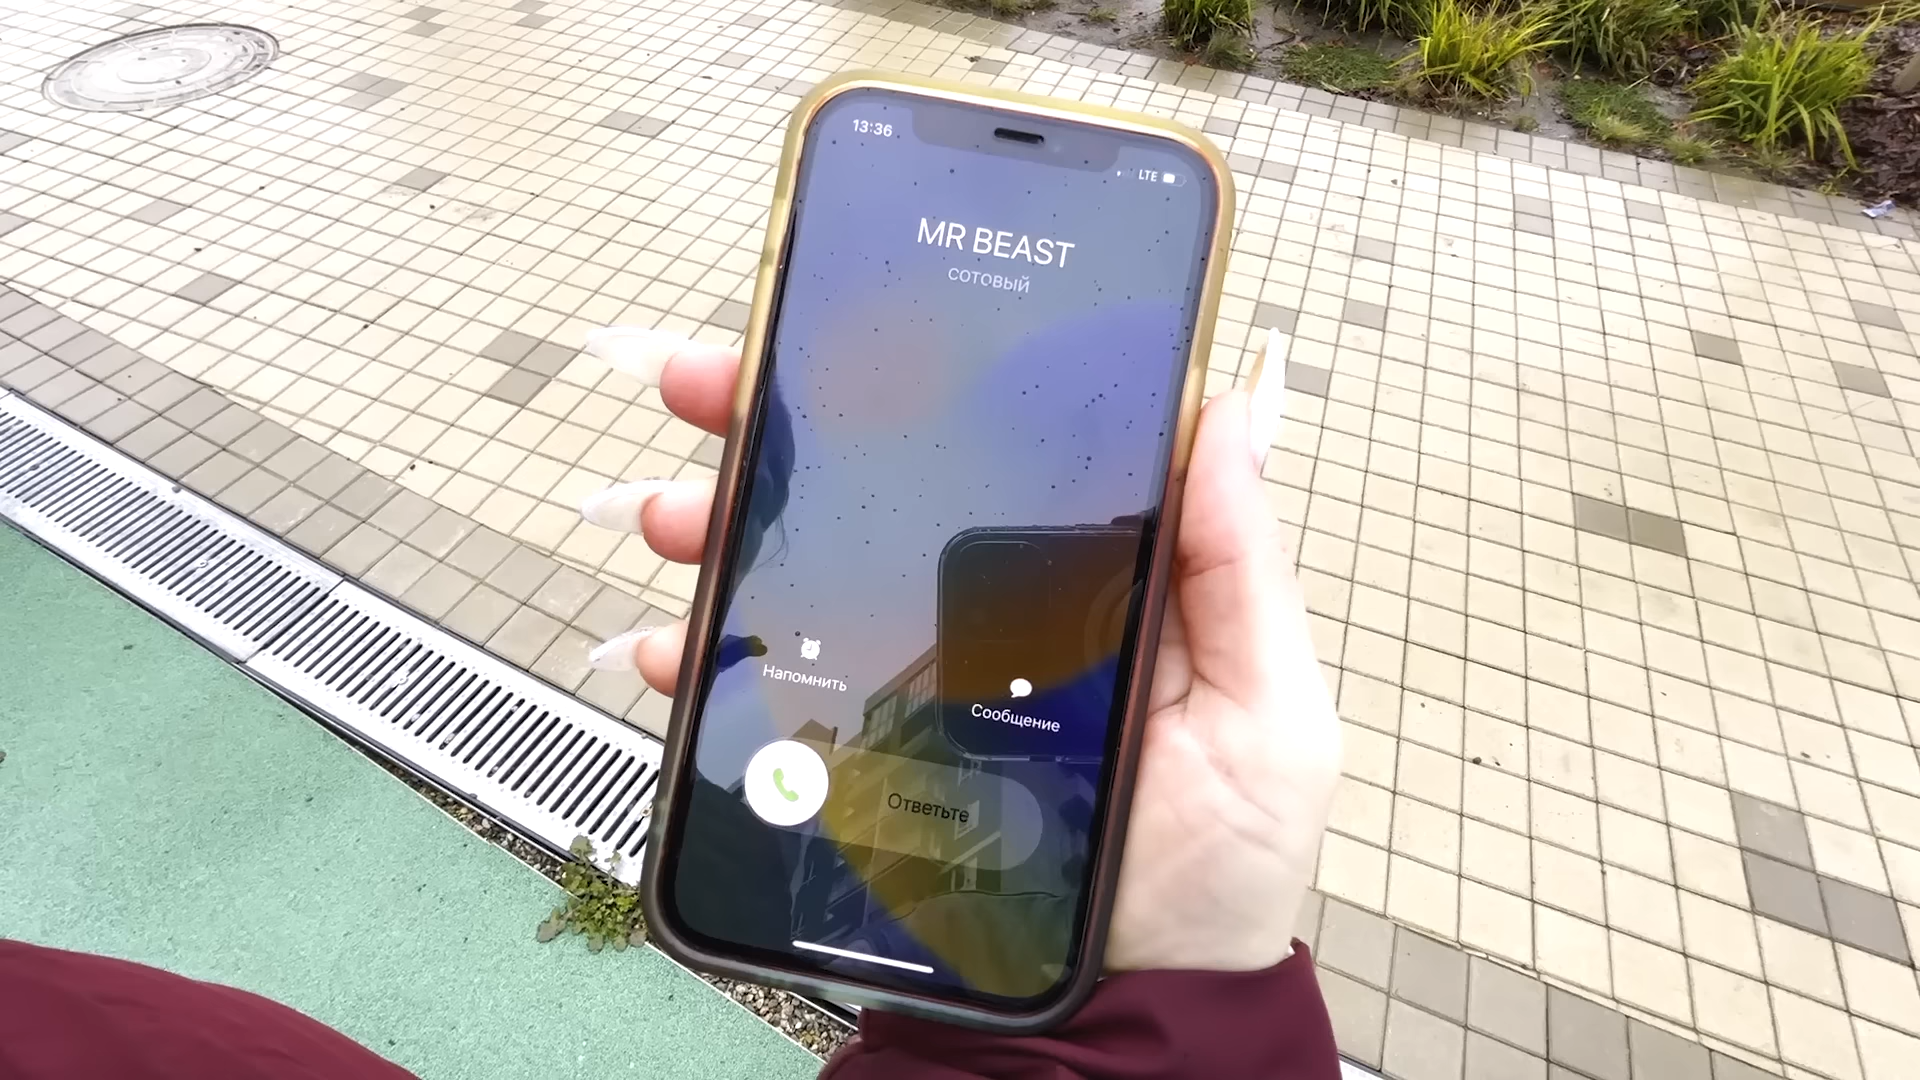 13:36
LTE
MR BEAST
сотовый
Напомнить
Сообщение
Ответьте